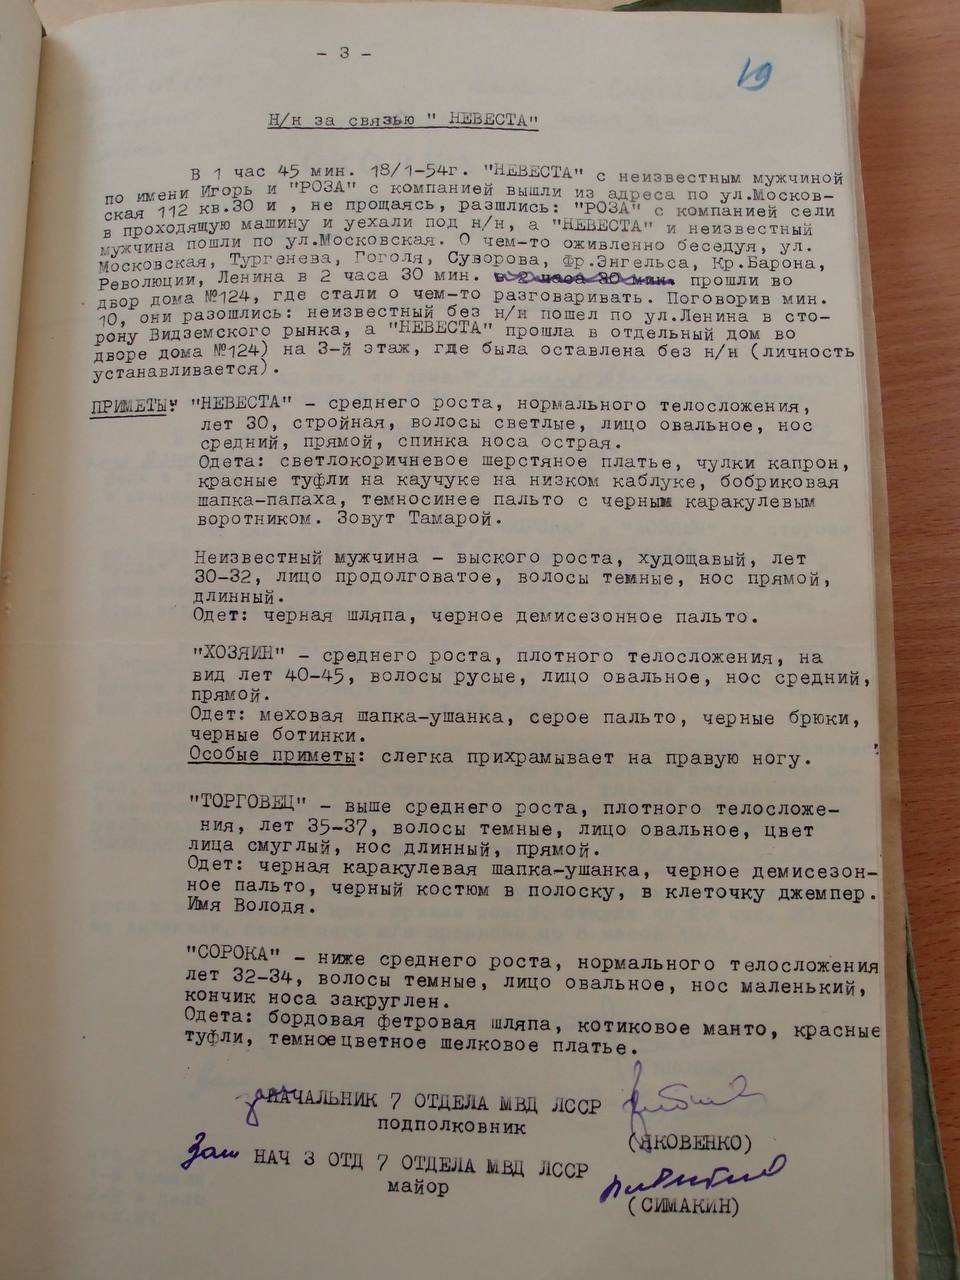 - 3 -
19
Н/н за связью " НЕВЕСТА"
В 1 час 45 мин. 18/1-54г. "НЕВЕСТА" с неизвестным мужчиной
по имени Игорь и "РОЗА" с компанией вышли из адреса по ул.Москов-
ская 112 кв.30 и , не прощаясь, разшлись: "РОЗА" с компанией сели
в проходящую машину и уехали под н/н, а "НЕВЕСТА" и неизвестный
мужчина пошли по ул.Московская. О чем-то оживленно беседуя, ул.
Московская, Тургенева, Гоголя, Суворова, Фр.Энгельса, Кр.Барона,
Революции, Ленина в 2 часа 30 мин. в 2 часа 30 мин. прошли во
двор дома №124, где стали о чем-то разговаривать. Поговорив мин.
10, они разошлись: неизвестный без н/н пошел по ул.Ленина в сто-
рону Видземского рынка, а "НЕВЕСТА" прошла в отдельный дом во
дворе дома №124) на 3-й этаж, где была оставлена без н/н (личность
устанавливается).
ПРИМЕТЫ: "НЕВЕСТА" - среднего роста, нормального телосложения,
лет 30, стройная, волосы светлые, лицо овальное, нос
средний, прямой, спинка носа острая.
Одета: светлокоричневое шерстяное платье, чулки капрон,
красные туфли на каучуке на низком каблуке, бобриковая
шапка-папаха, темносинее пальто с черным каракулевым
воротником. Зовут Тамарой.
Неизвестный мужчина - выского роста, худощавый, лет
30-32, лицо продолговатое, волосы темные, нос прямой,
длинный.
Одет: черная шляпа, черное демисезонное пальто.
"ХОЗЯИН" - среднего роста, плотного телосложения, на
вид лет 40-45, волосы русые, лицо овальное, нос средний,
прямой.
Одет: меховая шапка-ушанка, серое пальто, черные брюки,
черные ботинки.
Особые приметы: слегка прихрамывает на правую ногу.
"ТОРГОВЕЦ" - выше среднего роста, плотного телосложе-
ния, лет 35-37, волосы темные, лицо овальное, цвет
лица смуглый, нос длинный, прямой.
Одет: черная каракулевая шапка-ушанка, черное демисезон-
ное пальто, черный костюм в полоску, в клеточку джемпер.
Имя Володя.
"СОРОКА" - ниже среднего роста, нормального телосложения
лет 32-34, волосы темные, лицо овальное, нос маленький,
кончик носа закруглен.
Одета: бордовая фетровая шляпа, котиковое манто, красные
туфли, темноецветное шелковое платье.
НАЧАЛЬНИК 7 ОТДЕЛА МВД ЛССР
подполковник
(ЯКОВЕНКО)
Зам НАЧ 3 ОТД 7 ОТДЕЛА МВД ЛССР
майор
(СИМАКИН)